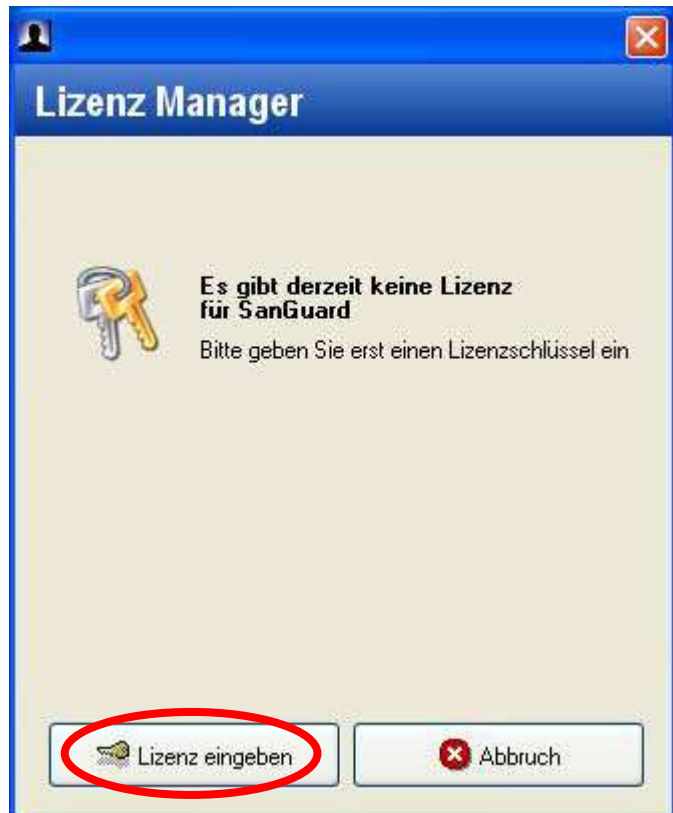 Lizenz Manager
Es gibt derzeit keine Lizenz
für SanGuard
Bitte geben Sie erst einen Lizenzschlüssel ein
Lizenz eingeben
Abbruch